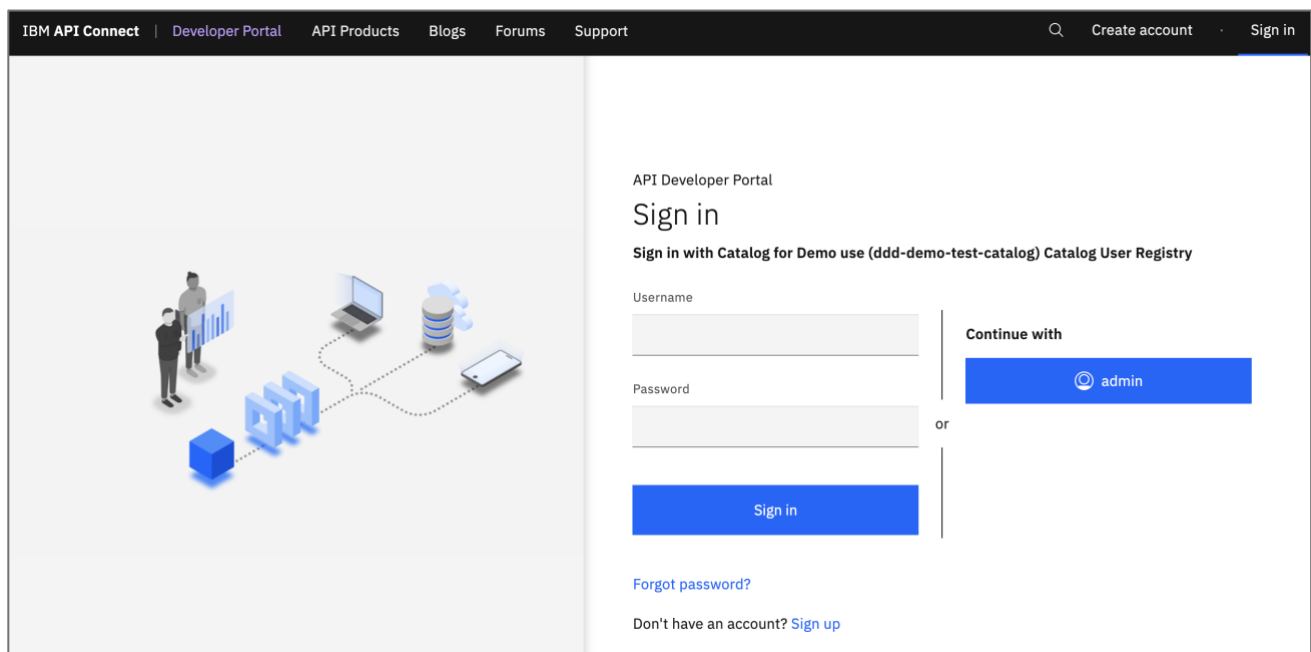 IBM API Connect | Developer Portal API Products Blogs Forums Support Create account · Sign in
API Developer Portal
Sign in
Sign in with Catalog for Demo use (ddd-demo-test-catalog) Catalog User Registry
Username
Password
Sign in
or
Continue with
admin
Forgot password?
Don't have an account? Sign up